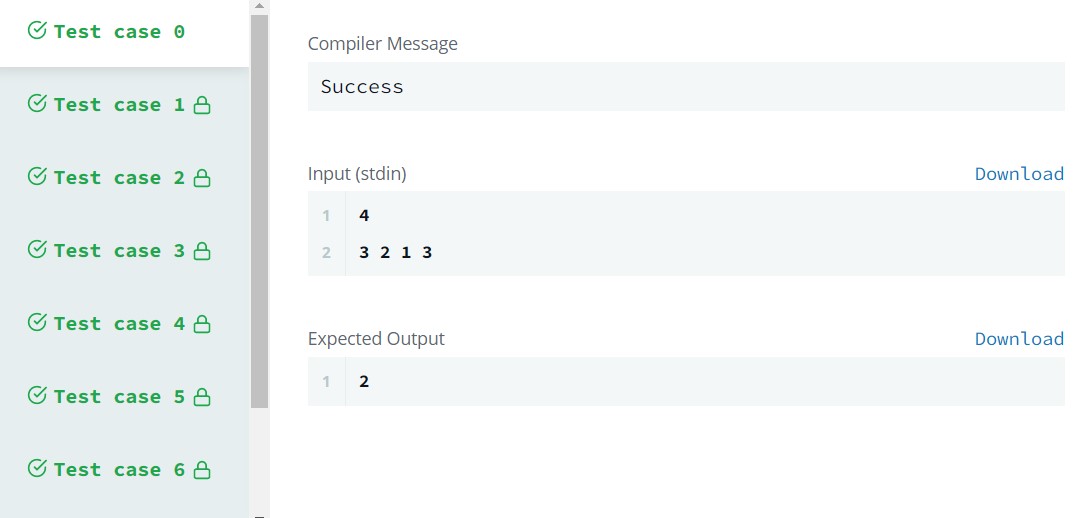 Test case 0
Test case 1
Test case 2
Test case 3
Test case 4
Test case 5
Test case 6
Compiler Message
Success
Input (stdin)
Download
1 4
2 3 2 1 3
Expected Output
Download
1 2